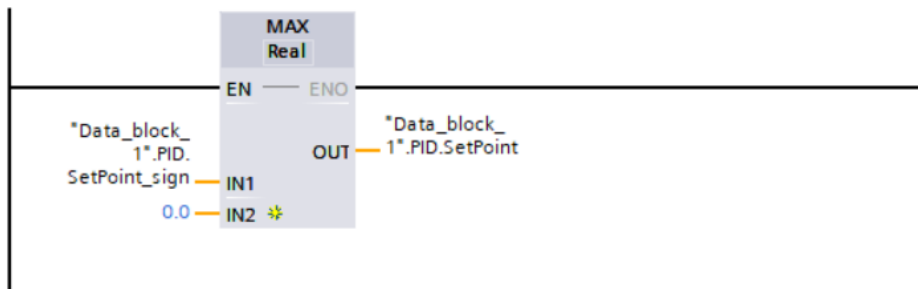 MAX
Real
EN
ENO
"Data_block_
1".PID.
SetPoint_sign
IN1
0.0
IN2
OUT
"Data_block_
1".PID.SetPoint